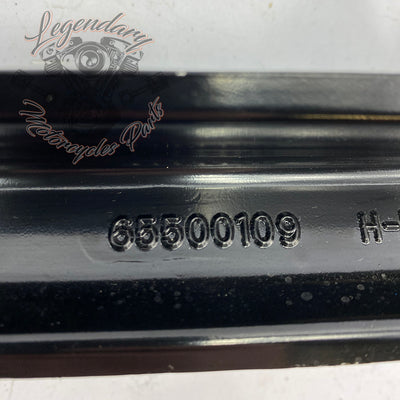 Legendary
Motorcycles Parts
65500109 H-